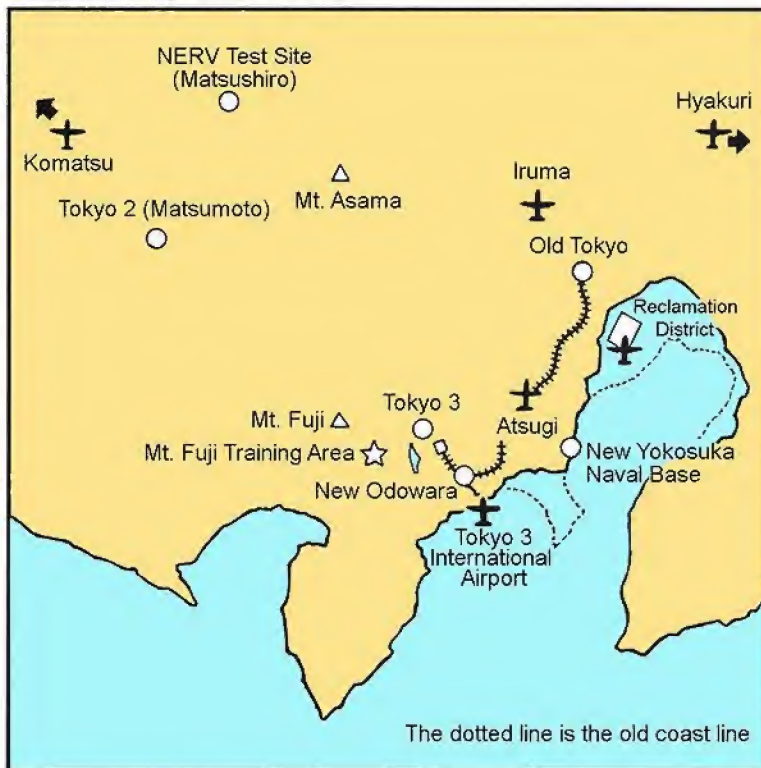 NERV Test Site
(Matsushiro)
Hyakuri
Komatsu
Iruma
Mt. Asama
Tokyo 2 (Matsumoto)
Old Tokyo
Reclamation
District
Mt. Fuji
Tokyo 3
Atsugi
Mt. Fuji Training Area
New Yokosuka
Naval Base
New Odowara
Tokyo 3
International
Airport
The dotted line is the old coast line